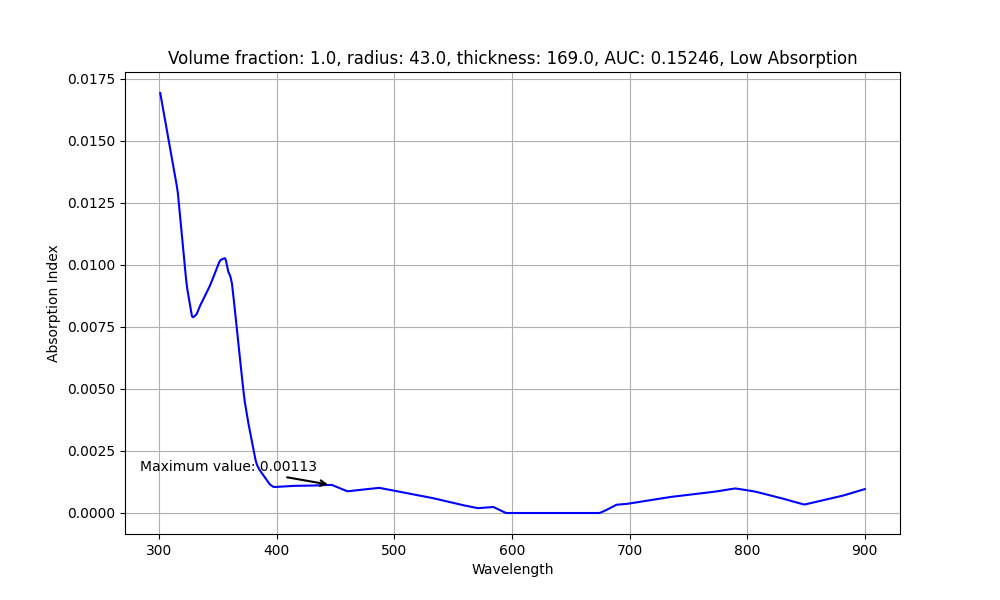 Volume fraction: 1.0, radius: 43.0, thickness: 169.0, AUC: 0.15246, Low Absorption
0.0175
0.0150
0.0125
0.0100
0.0075
0.0050
0.0025
0.0000
Absorption Index
Maximum value: 0.00113
300 400 500 600 700 800 900
Wavelength